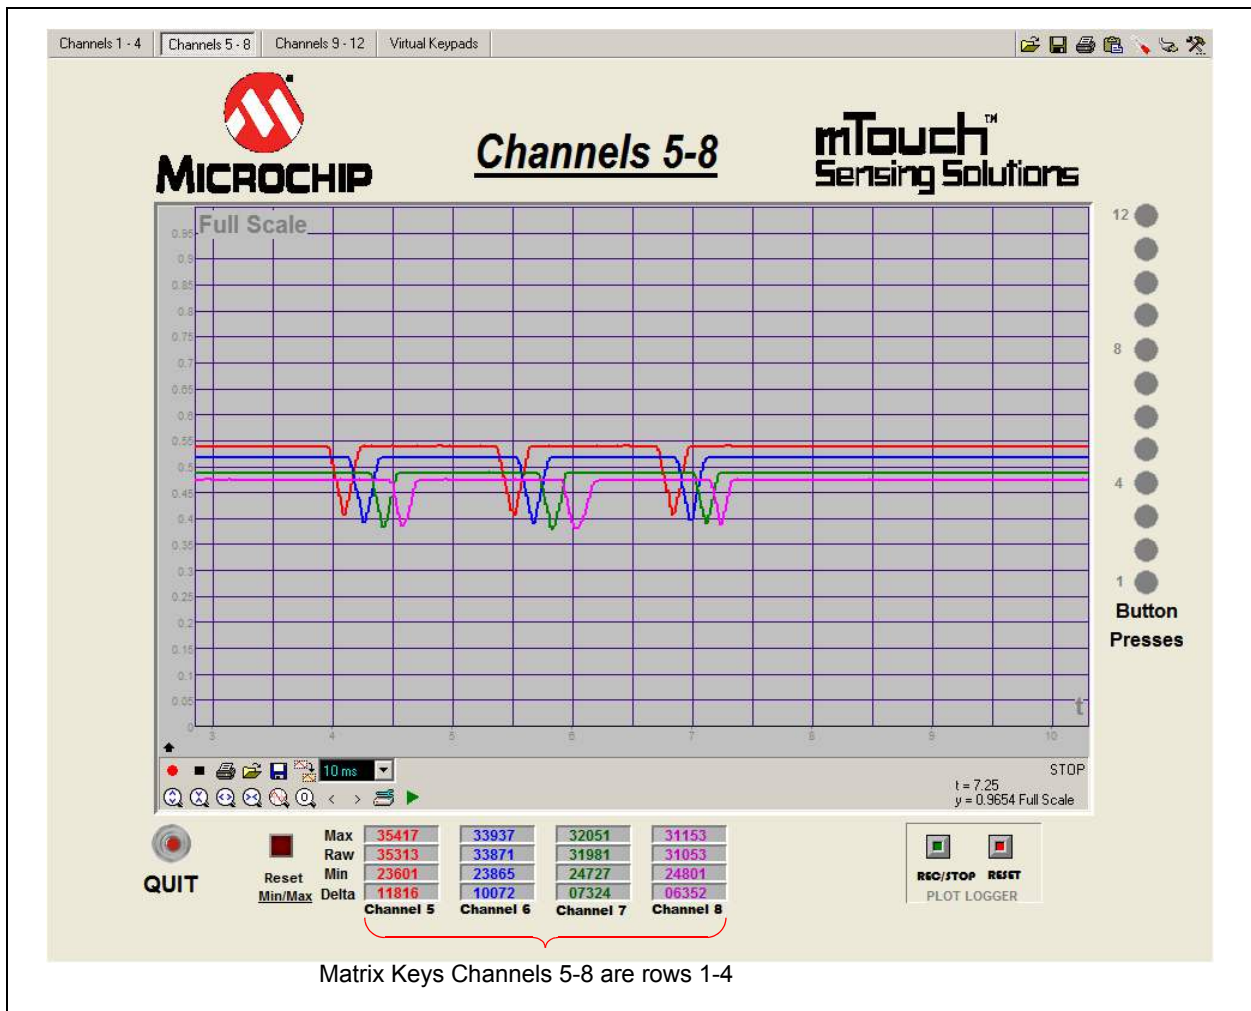 Channels 1 - 4 Channels 5 - 8 Channels 9 - 12 Virtual Keypads
MICROCHIP
Channels 5-8
mTouch™
Sensing Solutions
Full Scale
0.95
0.9
0.85
0.8
0.75
0.7
0.65
0.6
0.55
0.5
0.45
0.4
0.35
0.3
0.25
0.2
0.15
0.1
0.05
0
3 4 5 6 7 8 9 10
t
12
8
4
1
Button
Presses
10 ms
STOP
t = 7.25
y = 0.9654 Full Scale
QUIT
Reset
Min/Max
Max 35417 33937 32051 31153
Raw 35313 33871 31981 31053
Min 23601 23865 24727 24801
Delta 11816 10072 07324 06352
Channel 5 Channel 6 Channel 7 Channel 8
REC/STOP RESET
PLOT LOGGER
Matrix Keys Channels 5-8 are rows 1-4